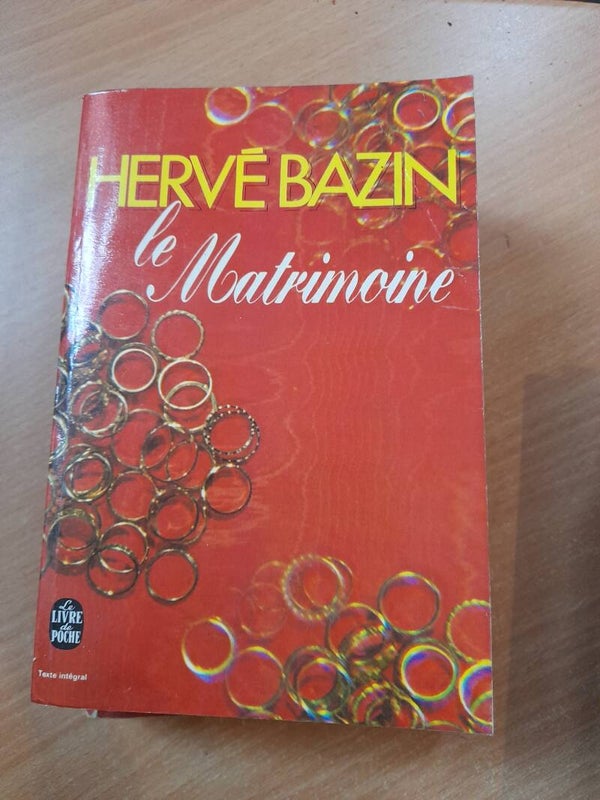 HERVÉ BAZIN
le Matrimoine
Le
LIVRE
de
POCHE
Texte intégral